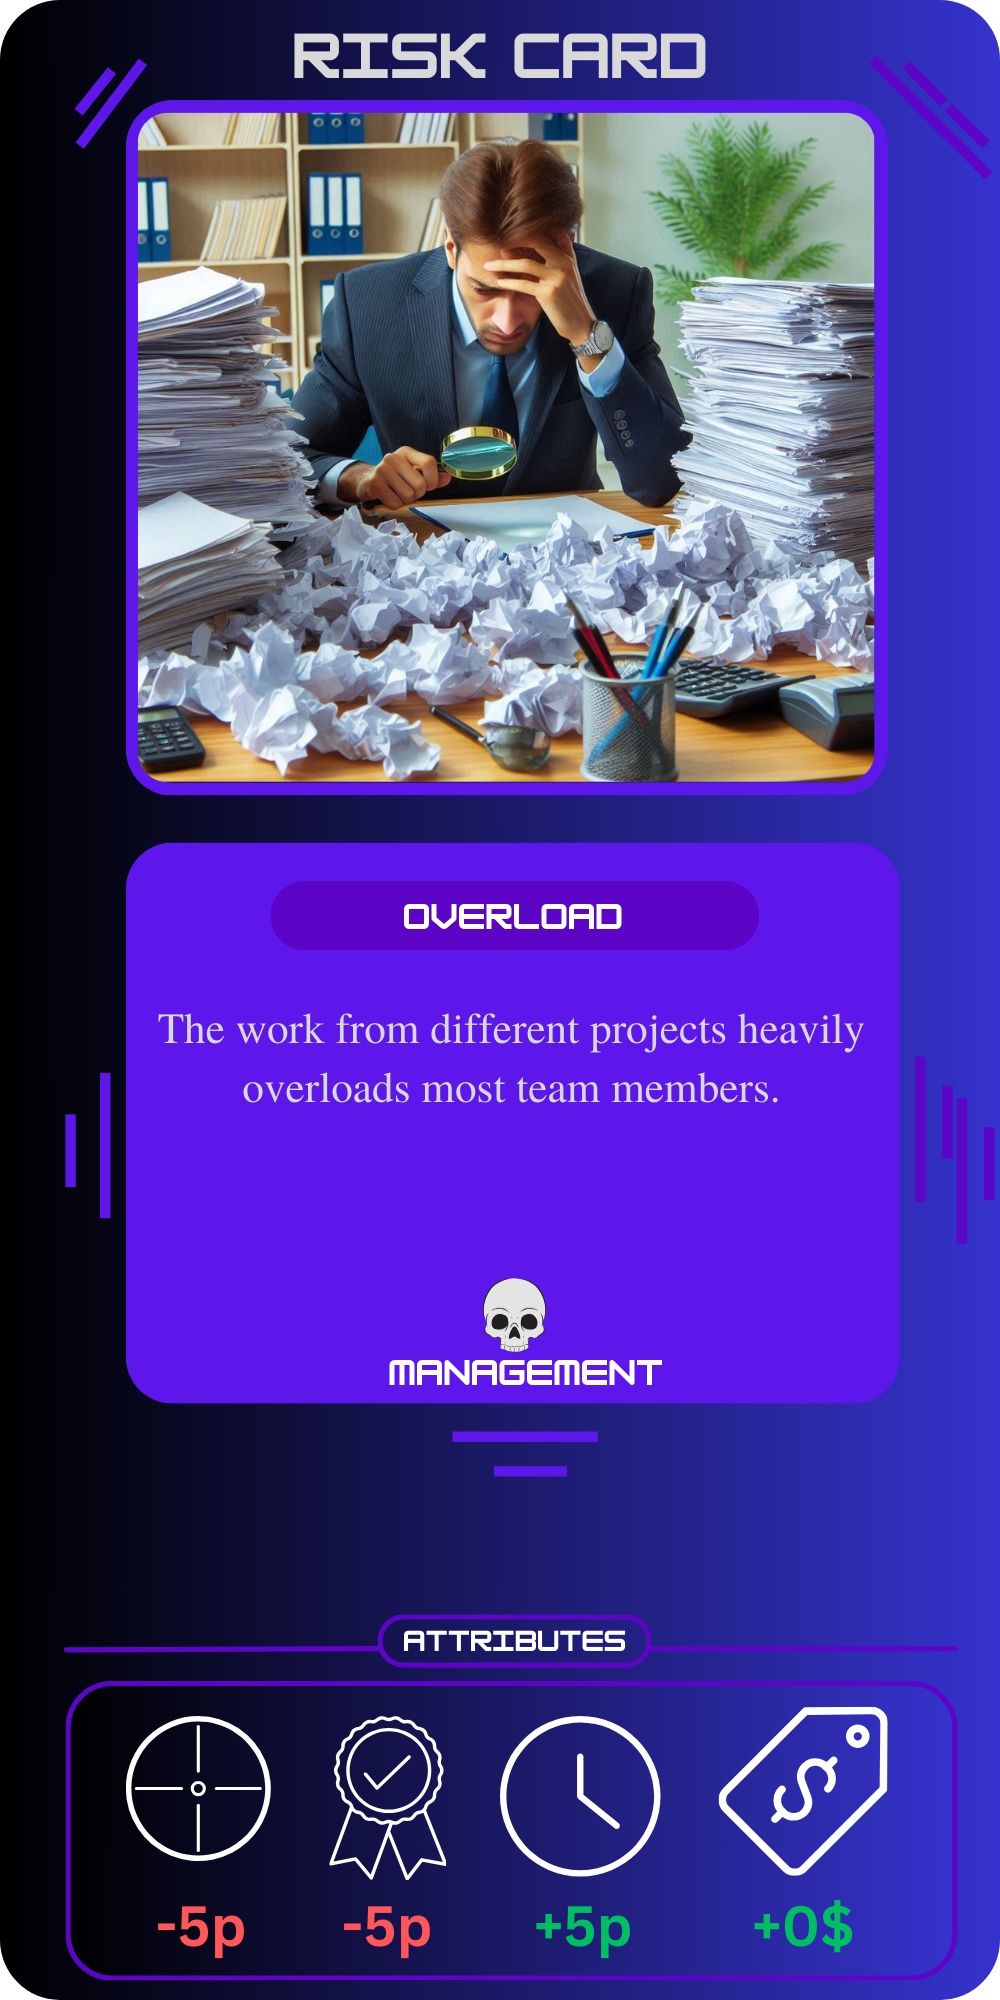 RISK CARD
OVERLOAD
The work from different projects heavily
overloads most team members.
MANAGEMENT
ATTRIBUTES
-5p -5p +5p +0$